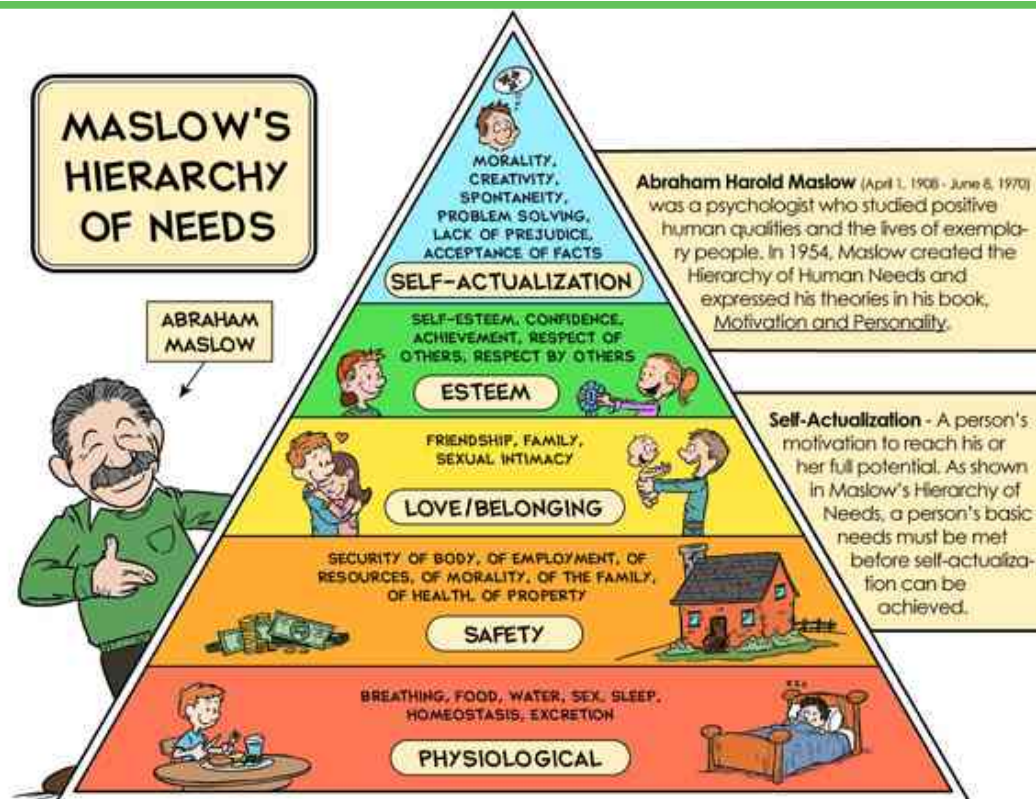 MASLOW'S
HIERARCHY
OF NEEDS
ABRAHAM
MASLOW
MORALITY,
CREATIVITY,
SPONTANEITY,
PROBLEM SOLVING,
LACK OF PREJUDICE,
ACCEPTANCE OF FACTS
SELF-ACTUALIZATION
SELF-ESTEEM, CONFIDENCE,
ACHIEVEMENT, RESPECT OF
OTHERS, RESPECT BY OTHERS
ESTEEM
FRIENDSHIP, FAMILY,
SEXUAL INTIMACY
LOVE/BELONGING
SECURITY OF BODY, OF EMPLOYMENT, OF
RESOURCES, OF MORALITY, OF THE FAMILY,
OF HEALTH, OF PROPERTY
SAFETY
BREATHING, FOOD, WATER, SEX, SLEEP,
HOMEOSTASIS, EXCRETION
PHYSIOLOGICAL
zzz
Abraham Harold Maslow (April 1, 1908 - June 8, 1970)
was a psychologist who studied positive
human qualities and the lives of exempla-
ry people. In 1954, Maslow created the
Hierarchy of Human Needs and
expressed his theories in his book,
Motivation and Personality.
Self-Actualization - A person's
motivation to reach his or
her full potential. As shown
in Maslow's Hierarchy of
Needs, a person's basic
needs must be met
before self-actualiza-
tion can be
achieved.